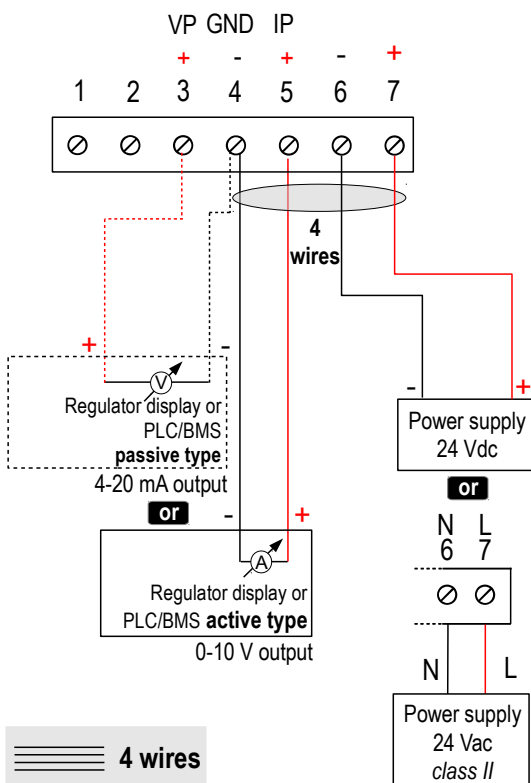 VP GND IP
+ - + - +
1 2 3 4 5 6 7
4
wires
+ -
V
Regulator display or
PLC/BMS
passive type
4-20 mA output
or
- +
A
Regulator display or
PLC/BMS active type
0-10 V output
- +
Power supply
24 Vdc
or
N L
6 7
N L
Power supply
24 Vac
class II
4 wires